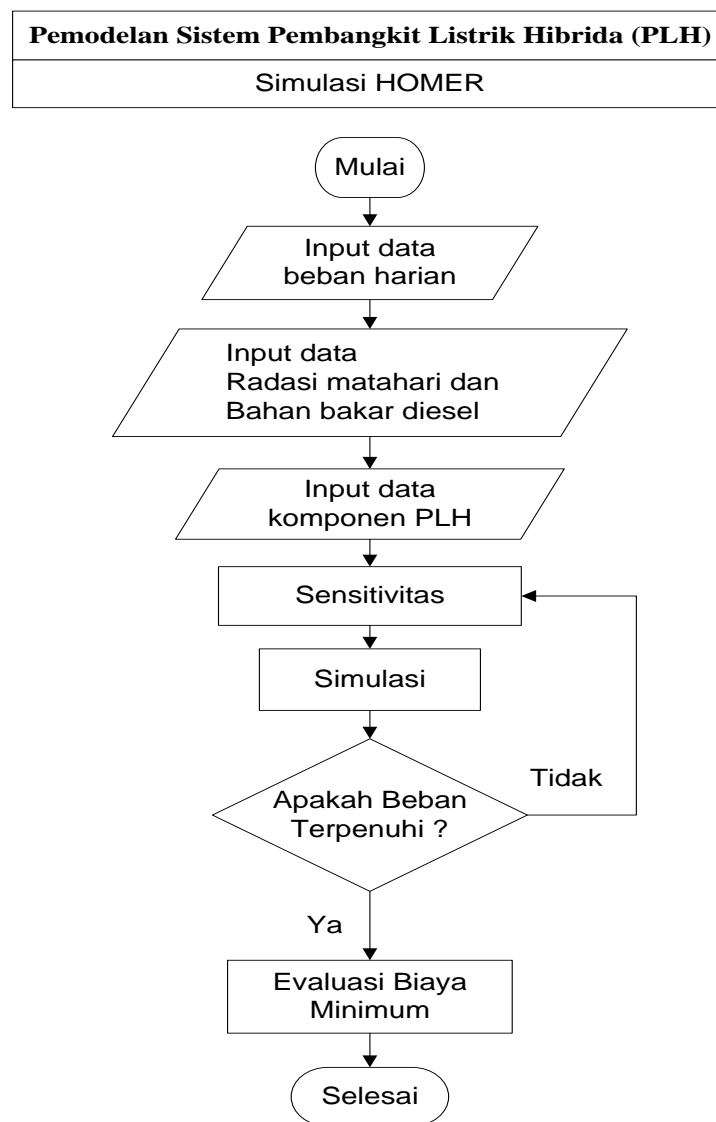 Pemodelan Sistem Pembangkit Listrik Hibrida (PLH)
Simulasi HOMER
Mulai
Input data
beban harian
Input data
Radasi matahari dan
Bahan bakar diesel
Input data
komponen PLH
Sensitivitas
Simulasi
Apakah Beban
Terpenuhi ?
Tidak
Ya
Evaluasi Biaya
Minimum
Selesai